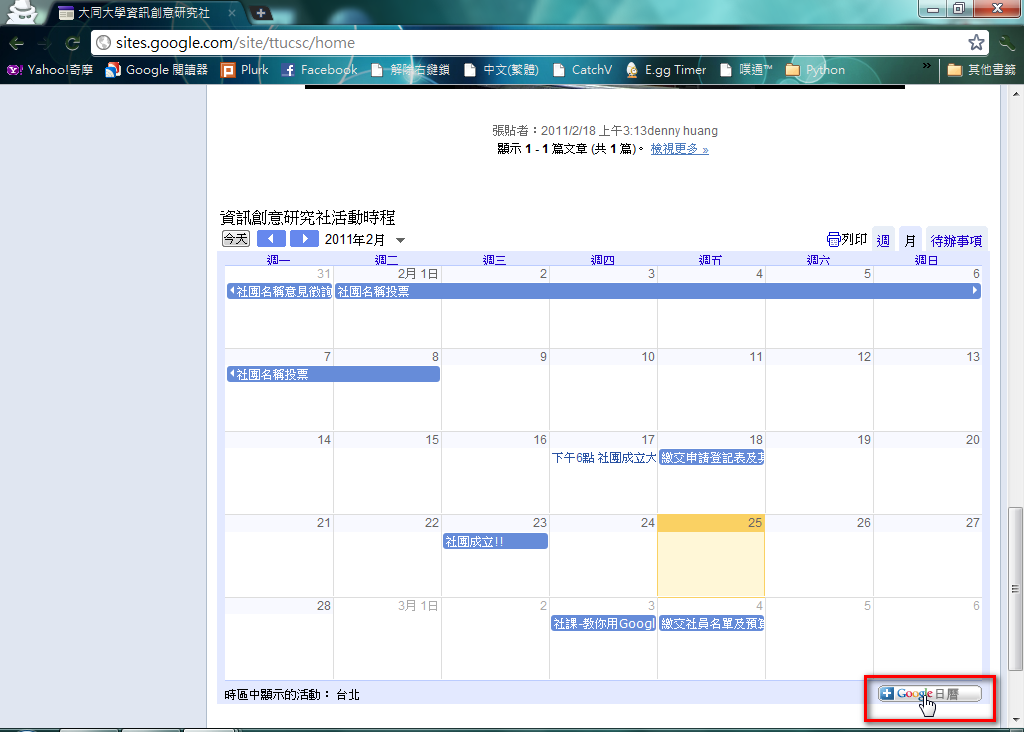 大同大學資訊創意研究社
sites.google.com/site/ttucsc/home
Yahoo!奇摩 Google 閱讀器 Plurk Facebook 解除右鍵鎖 中文(繁體) CatchV E.gg Timer 噗通™ Python » 其他書籤
張貼者：2011/2/18 上午3:13denny huang
顯示 1 - 1 篇文章 (共 1 篇)。 檢視更多 »
資訊創意研究社活動時程
今天 2011年2月 列印 週 月 待辦事項
週一 週二 週三 週四 週五 週六 週日
31 2月 1日 2 3 4 5 6
社團名稱意見徵詢 社團名稱投票
7 8 9 10 11 12 13
社團名稱投票
14 15 16 17 18 19 20
下午6點 社團成立大 繳交申請登記表及其
21 22 23 24 25 26 27
社團成立!!
28 3月 1日 2 3 4 5 6
社課-教你用Googl 繳交社員名單及預算
時區中顯示的活動： 台北
Google 日曆